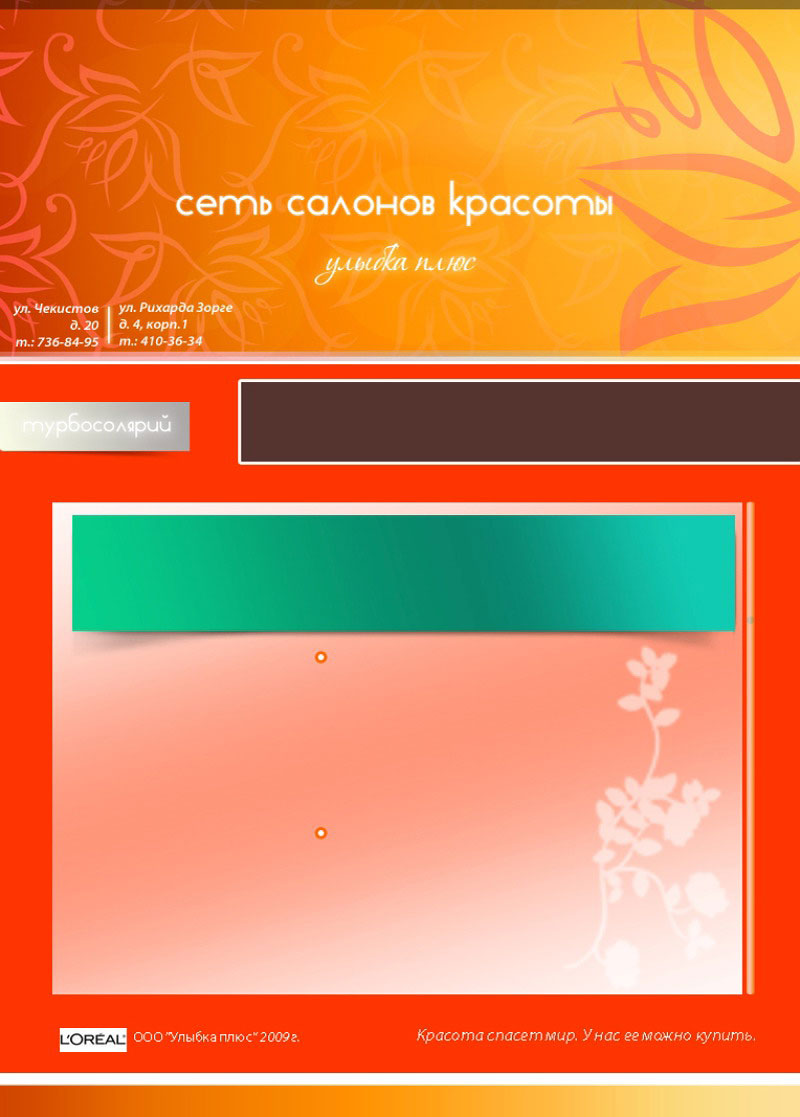 сеть салонов красоты
улыбка плюс
ул. Чекистов
д. 20
т.: 736-84-95
ул. Рихарда Зорге
д. 4, корп.1
т.: 410-36-34
турбосолярий
L'ORÉAL
ООО "Улыбка плюс" 2009г.
Красота спасет мир. У нас ее можно купить.